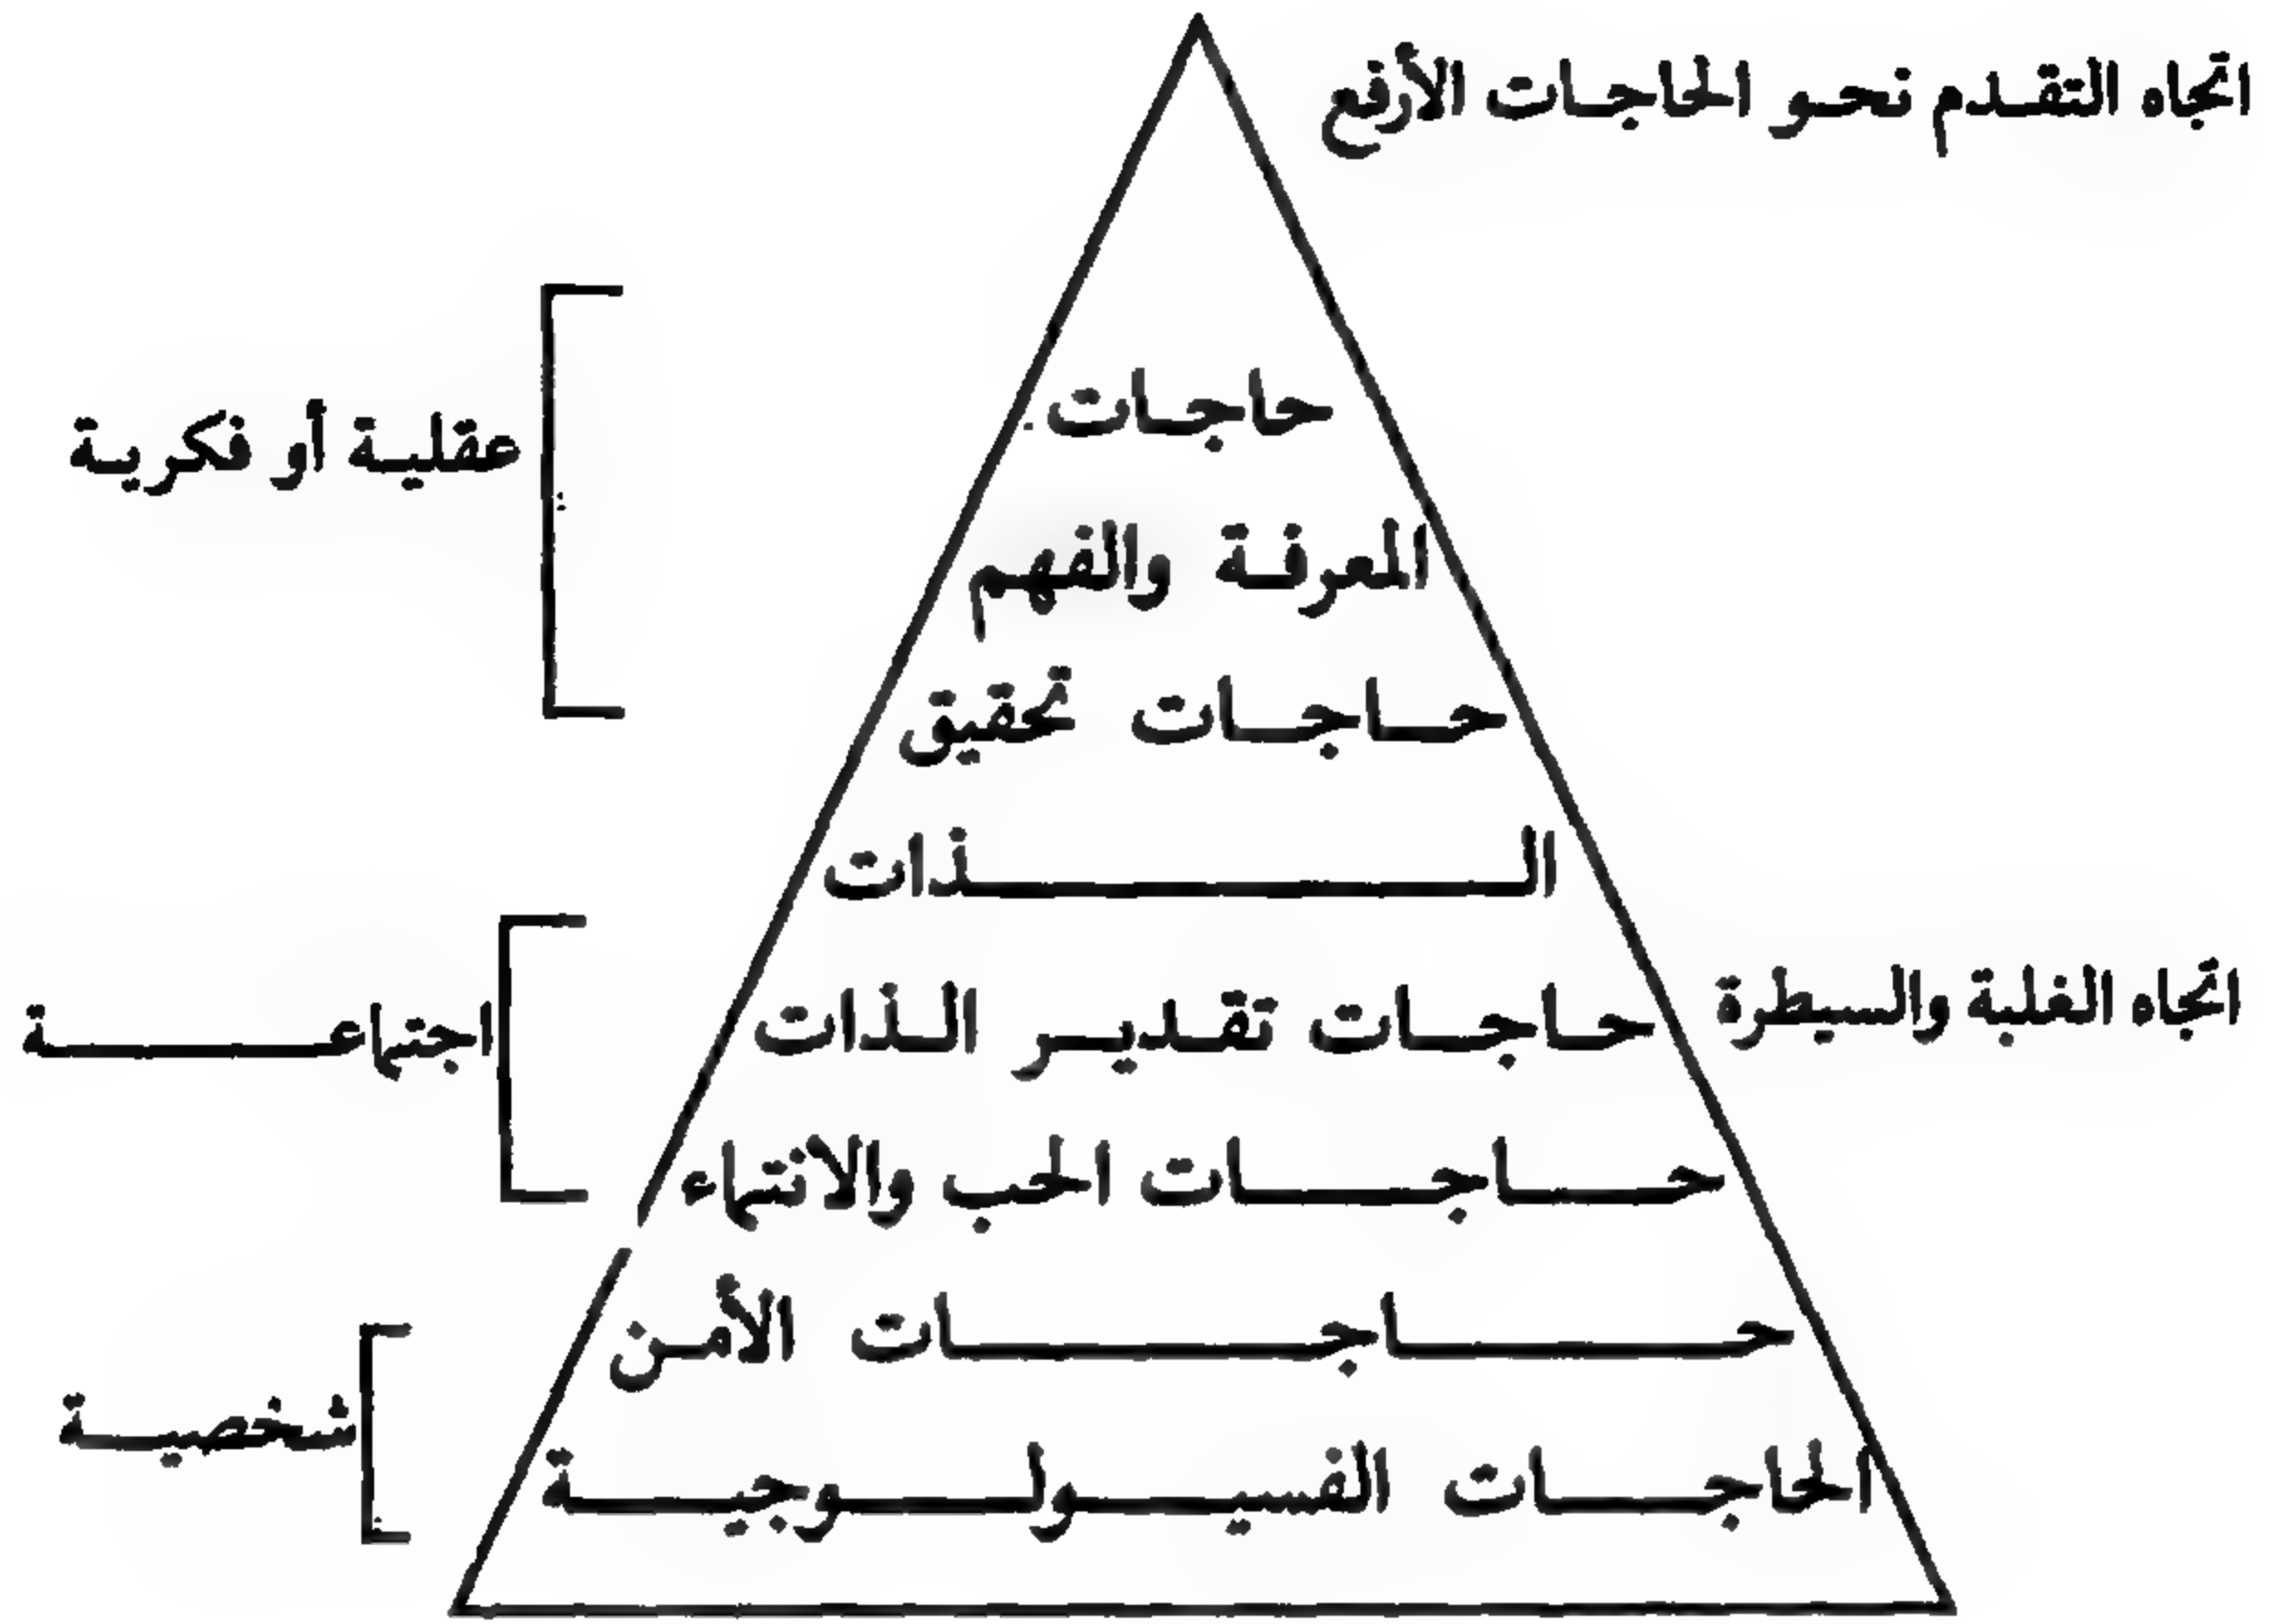 اتجاه التقدم نحو الحاجات الأرفع
حاجات
عقلية أو فكرية
المعرفة والفهم
حاجات تحقيق
الذات
حاجات تقدير الذات
اتجاه الغلبة والسيطرة
اجتماعة
حاجات الحب والانتماء
حاجات الأمن
شخصية
الحاجات الفسيولوجية